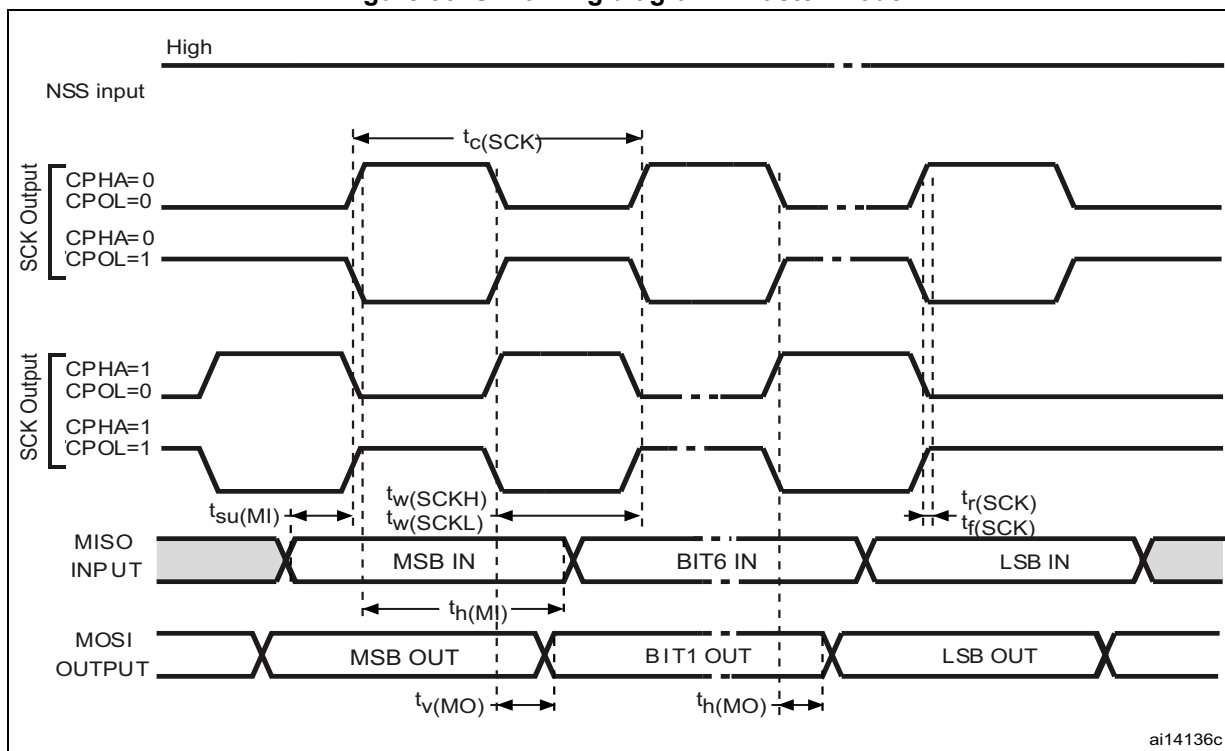 High
NSS input
tc(SCK)
SCK Output
CPHA=0
CPOL=0
CPHA=0
CPOL=1
SCK Output
CPHA=1
CPOL=0
CPHA=1
CPOL=1
tsu(MI)
tw(SCKH)
tw(SCKL)
tr(SCK)
tf(SCK)
MISO
INPUT
MSB IN
BIT6 IN
LSB IN
th(MI)
MOSI
OUTPUT
MSB OUT
BIT1 OUT
LSB OUT
tv(MO)
th(MO)
ai14136c